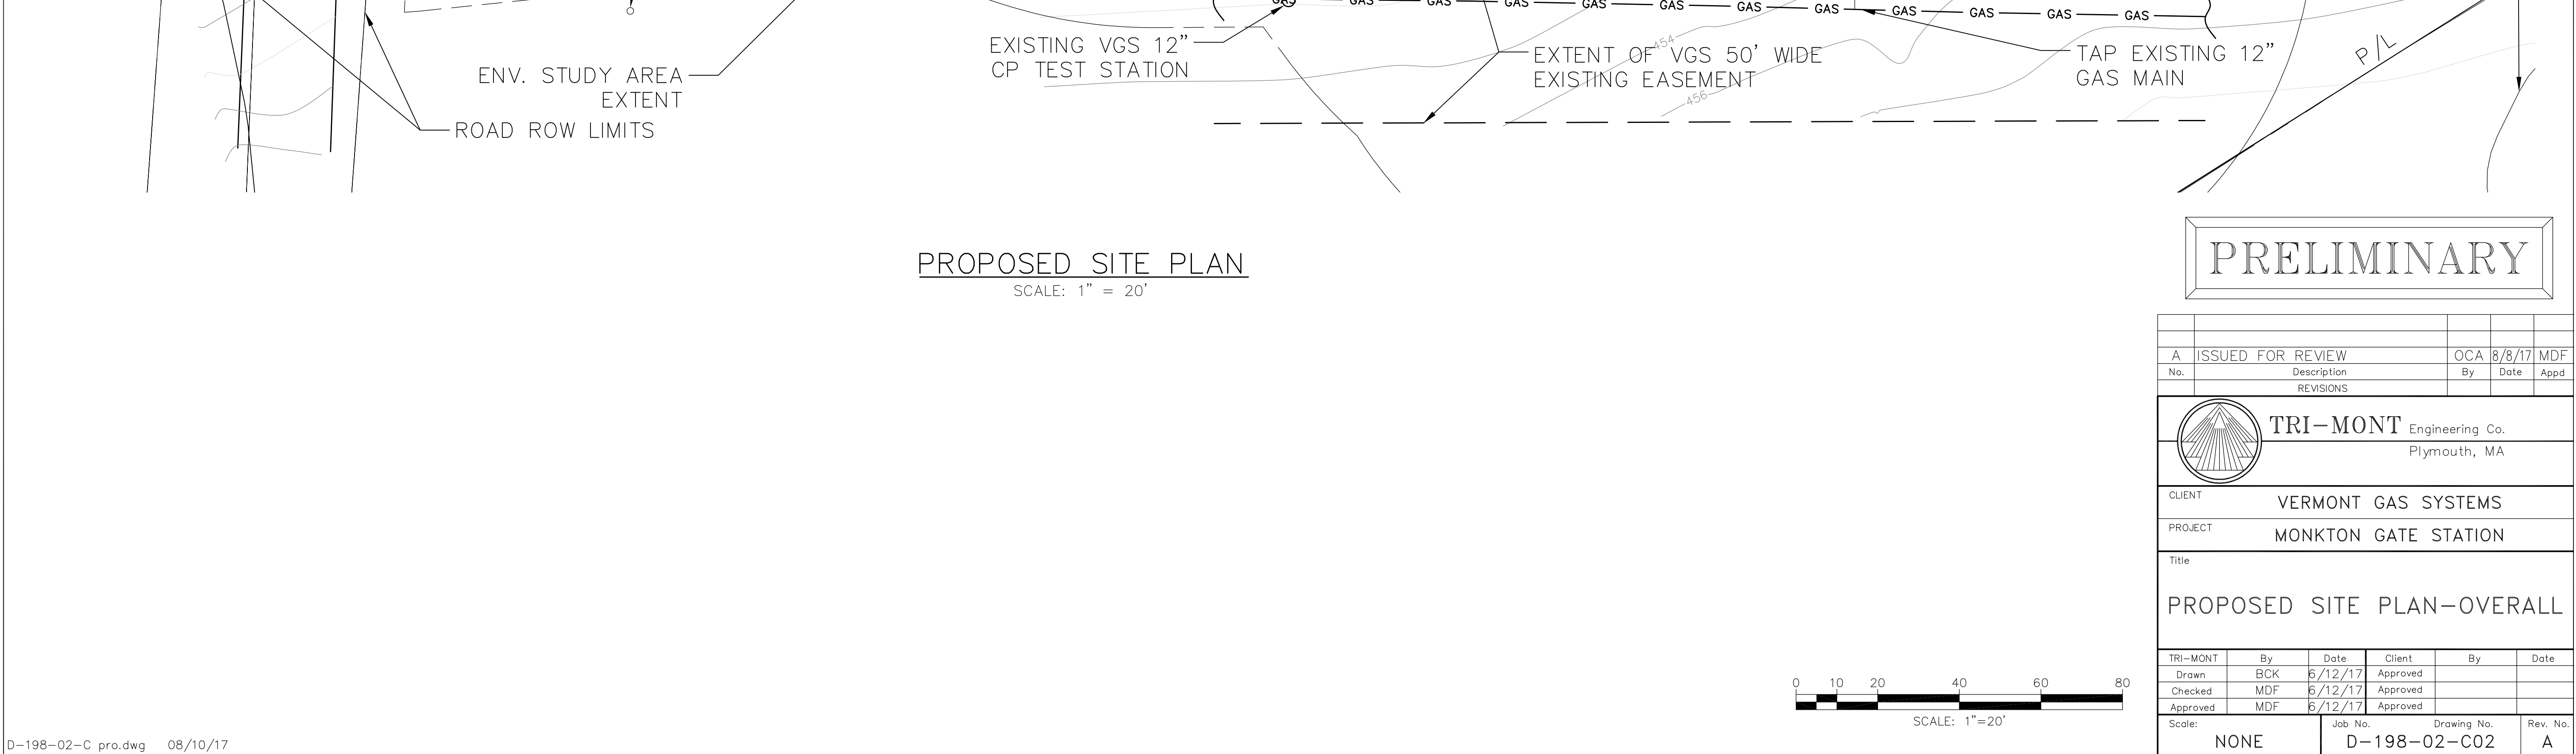 GAS GAS GAS GAS GAS GAS GAS GAS GAS GAS GAS GAS
EXISTING VGS 12"
CP TEST STATION
454
EXTENT OF VGS 50' WIDE
EXISTING EASEMENT
456
TAP EXISTING 12"
GAS MAIN
P/L
ENV. STUDY AREA
EXTENT
ROAD ROW LIMITS
PROPOSED SITE PLAN
SCALE: 1" = 20'
PRELIMINARY
A ISSUED FOR REVIEW OCA 8/8/17 MDF
No. Description By Date Appd
REVISIONS
TRI-MONT Engineering Co.
Plymouth, MA
CLIENT VERMONT GAS SYSTEMS
PROJECT MONKTON GATE STATION
Title
PROPOSED SITE PLAN-OVERALL
TRI-MONT By Date Client By Date
Drawn BCK 6/12/17 Approved
Checked MDF 6/12/17 Approved
Approved MDF 6/12/17 Approved
Scale: Job No. Drawing No. Rev. No.
NONE D-198-02-C02 A
0 10 20 40 60 80
SCALE: 1"=20'
D-198-02-C pro.dwg 08/10/17